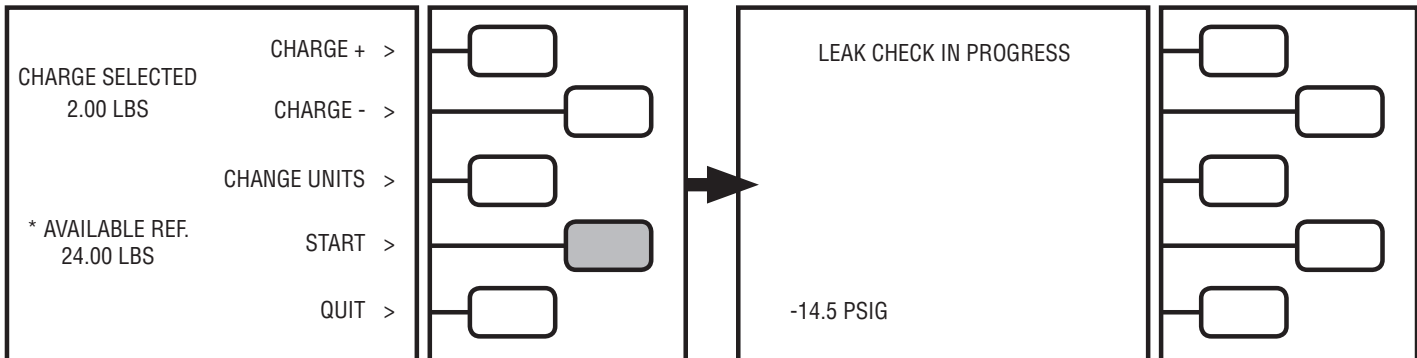 CHARGE + >
CHARGE SELECTED
2.00 LBS
CHARGE - >
CHANGE UNITS >
* AVAILABLE REF.
24.00 LBS
START >
QUIT >
LEAK CHECK IN PROGRESS
-14.5 PSIG